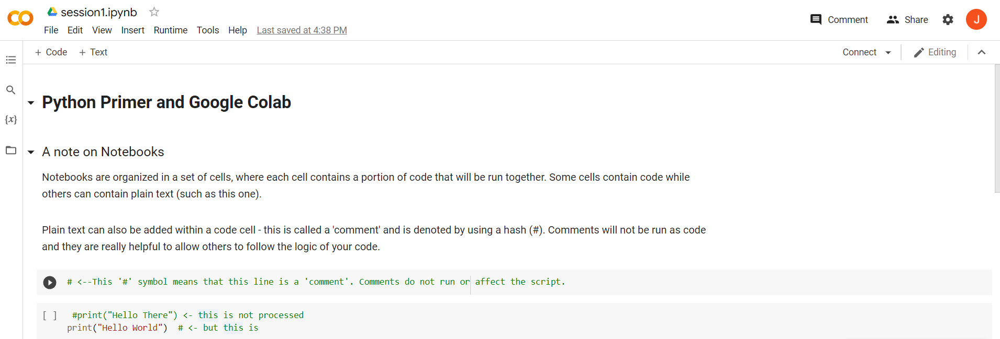 session1.ipynb
File Edit View Insert Runtime Tools Help Last saved at 4:38 PM
Comment Share J
+ Code + Text
Connect Editing
{x}
Python Primer and Google Colab
A note on Notebooks
Notebooks are organized in a set of cells, where each cell contains a portion of code that will be run together. Some cells contain code while
others can contain plain text (such as this one).
Plain text can also be added within a code cell - this is called a 'comment' and is denoted by using a hash (#). Comments will not be run as code
and they are really helpful to allow others to follow the logic of your code.
# <--This '#' symbol means that this line is a 'comment'. Comments do not run or affect the script.
[ ] #print("Hello There") <- this is not processed
print("Hello World")  # <- but this is